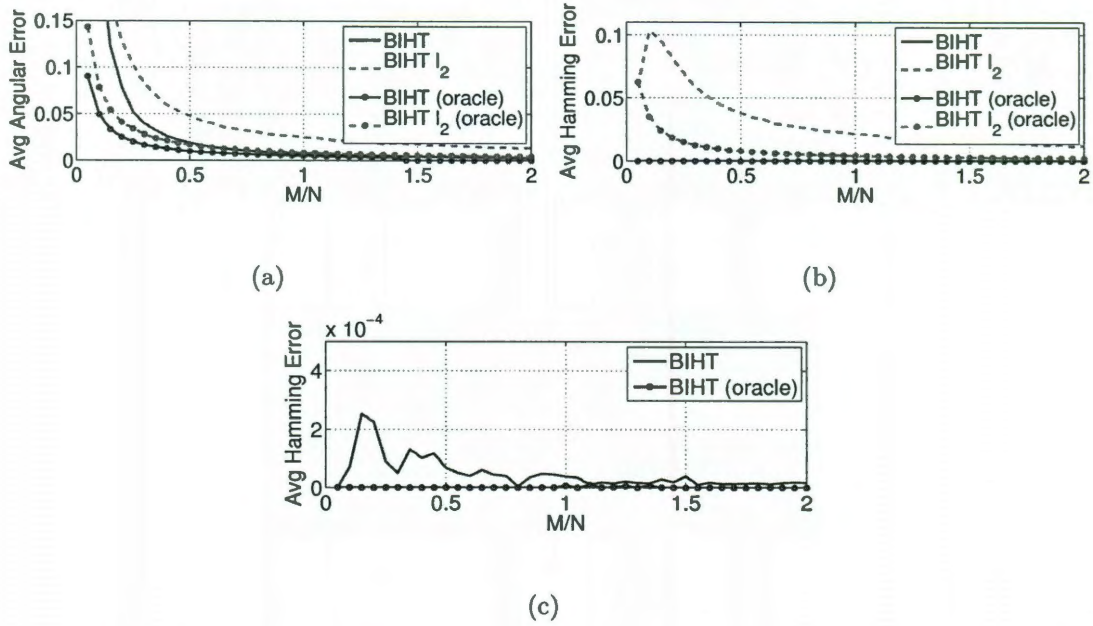 0.15
0.1
0.05
0
Avg Angular Error
0 0.5 1 1.5 2
M/N
BIHT
BIHT l2
BIHT (oracle)
BIHT l2 (oracle)
(a)
0.1
0.05
0
Avg Hamming Error
0 0.5 1 1.5 2
M/N
BIHT
BIHT l2
BIHT (oracle)
BIHT l2 (oracle)
(b)
x 10-4
4
2
0
Avg Hamming Error
0 0.5 1 1.5 2
M/N
BIHT
BIHT (oracle)
(c)